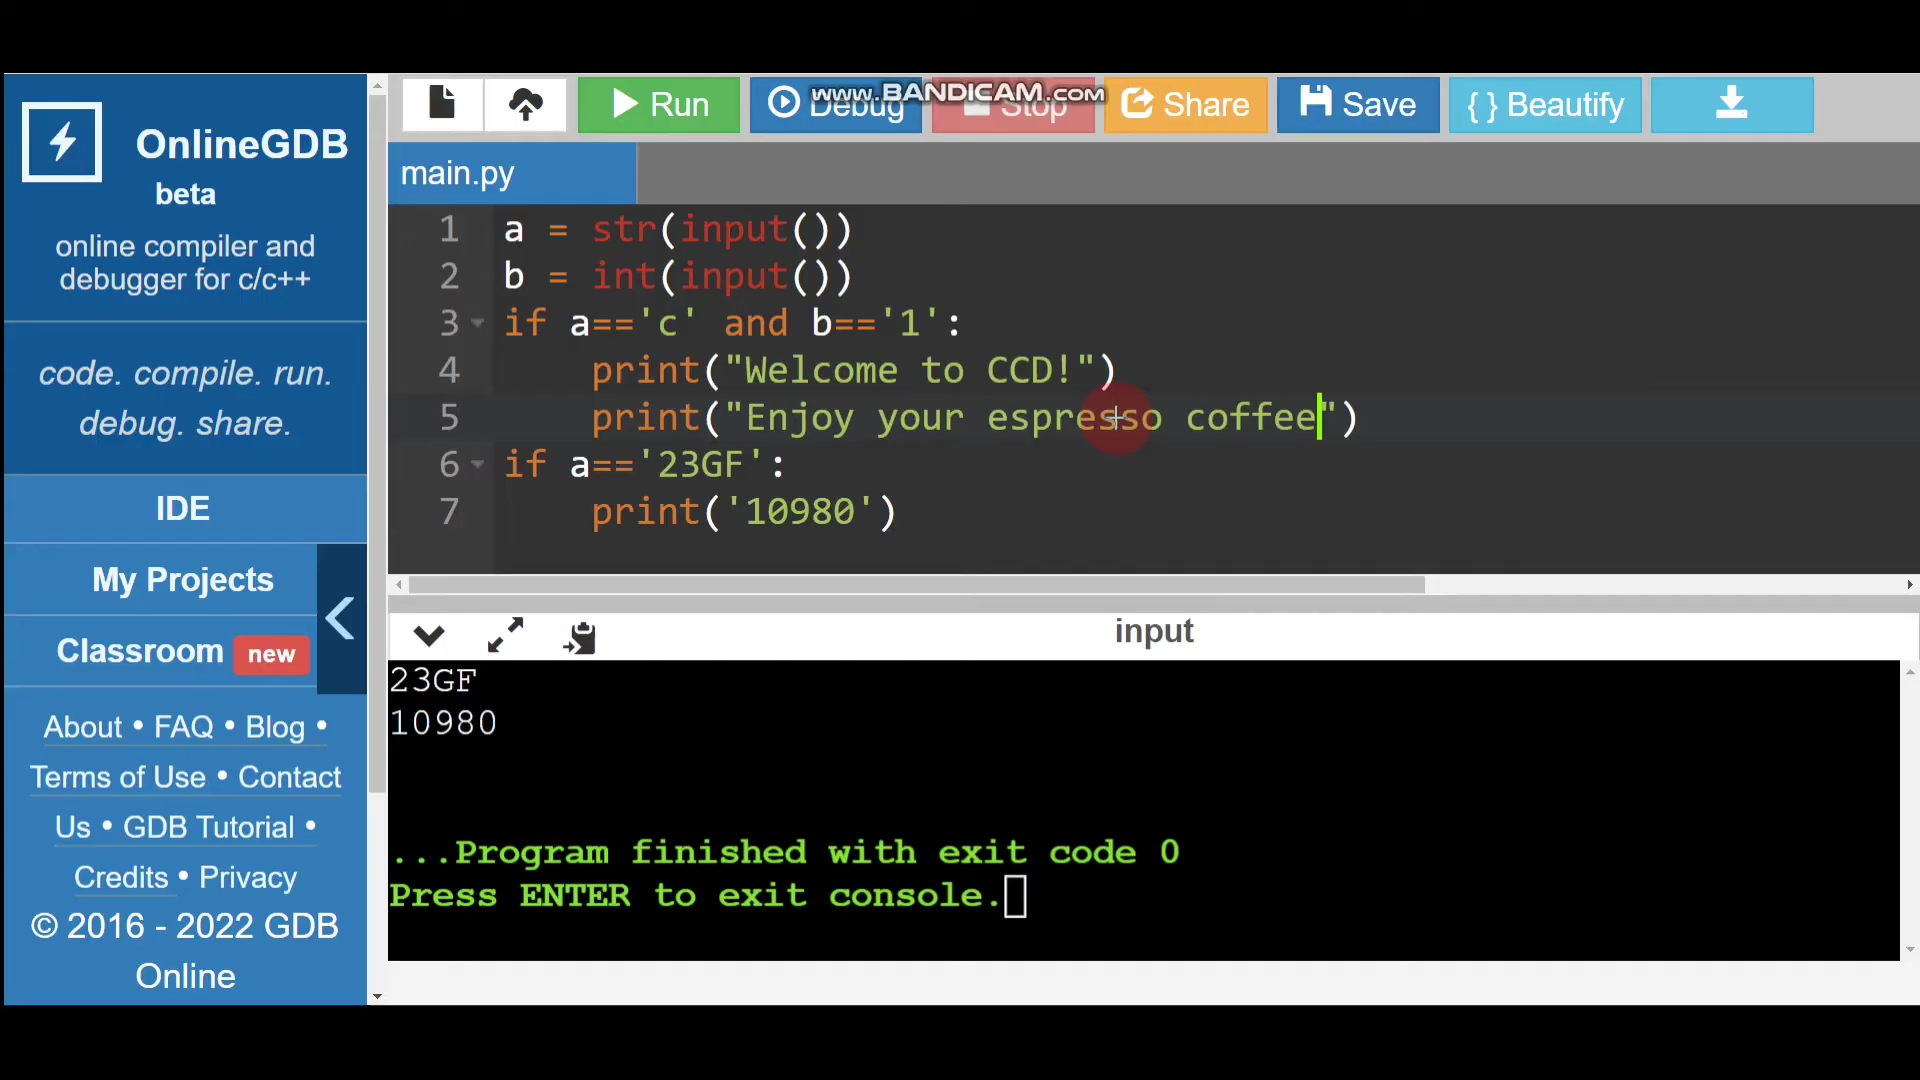 www.BANDICAM.com
Run
Debug
Stop
Share
Save
{ } Beautify
OnlineGDB
beta
online compiler and
debugger for c/c++
code. compile. run.
debug. share.
IDE
My Projects
Classroom new
About • FAQ • Blog •
Terms of Use • Contact
Us • GDB Tutorial •
Credits • Privacy
© 2016 - 2022 GDB
Online
main.py
1 a = str(input())
2 b = int(input())
3 if a=='c' and b=='1':
4     print("Welcome to CCD!")
5     print("Enjoy your espresso coffee")
6 if a=='23GF':
7     print('10980')
input
23GF
10980
...Program finished with exit code 0
Press ENTER to exit console.